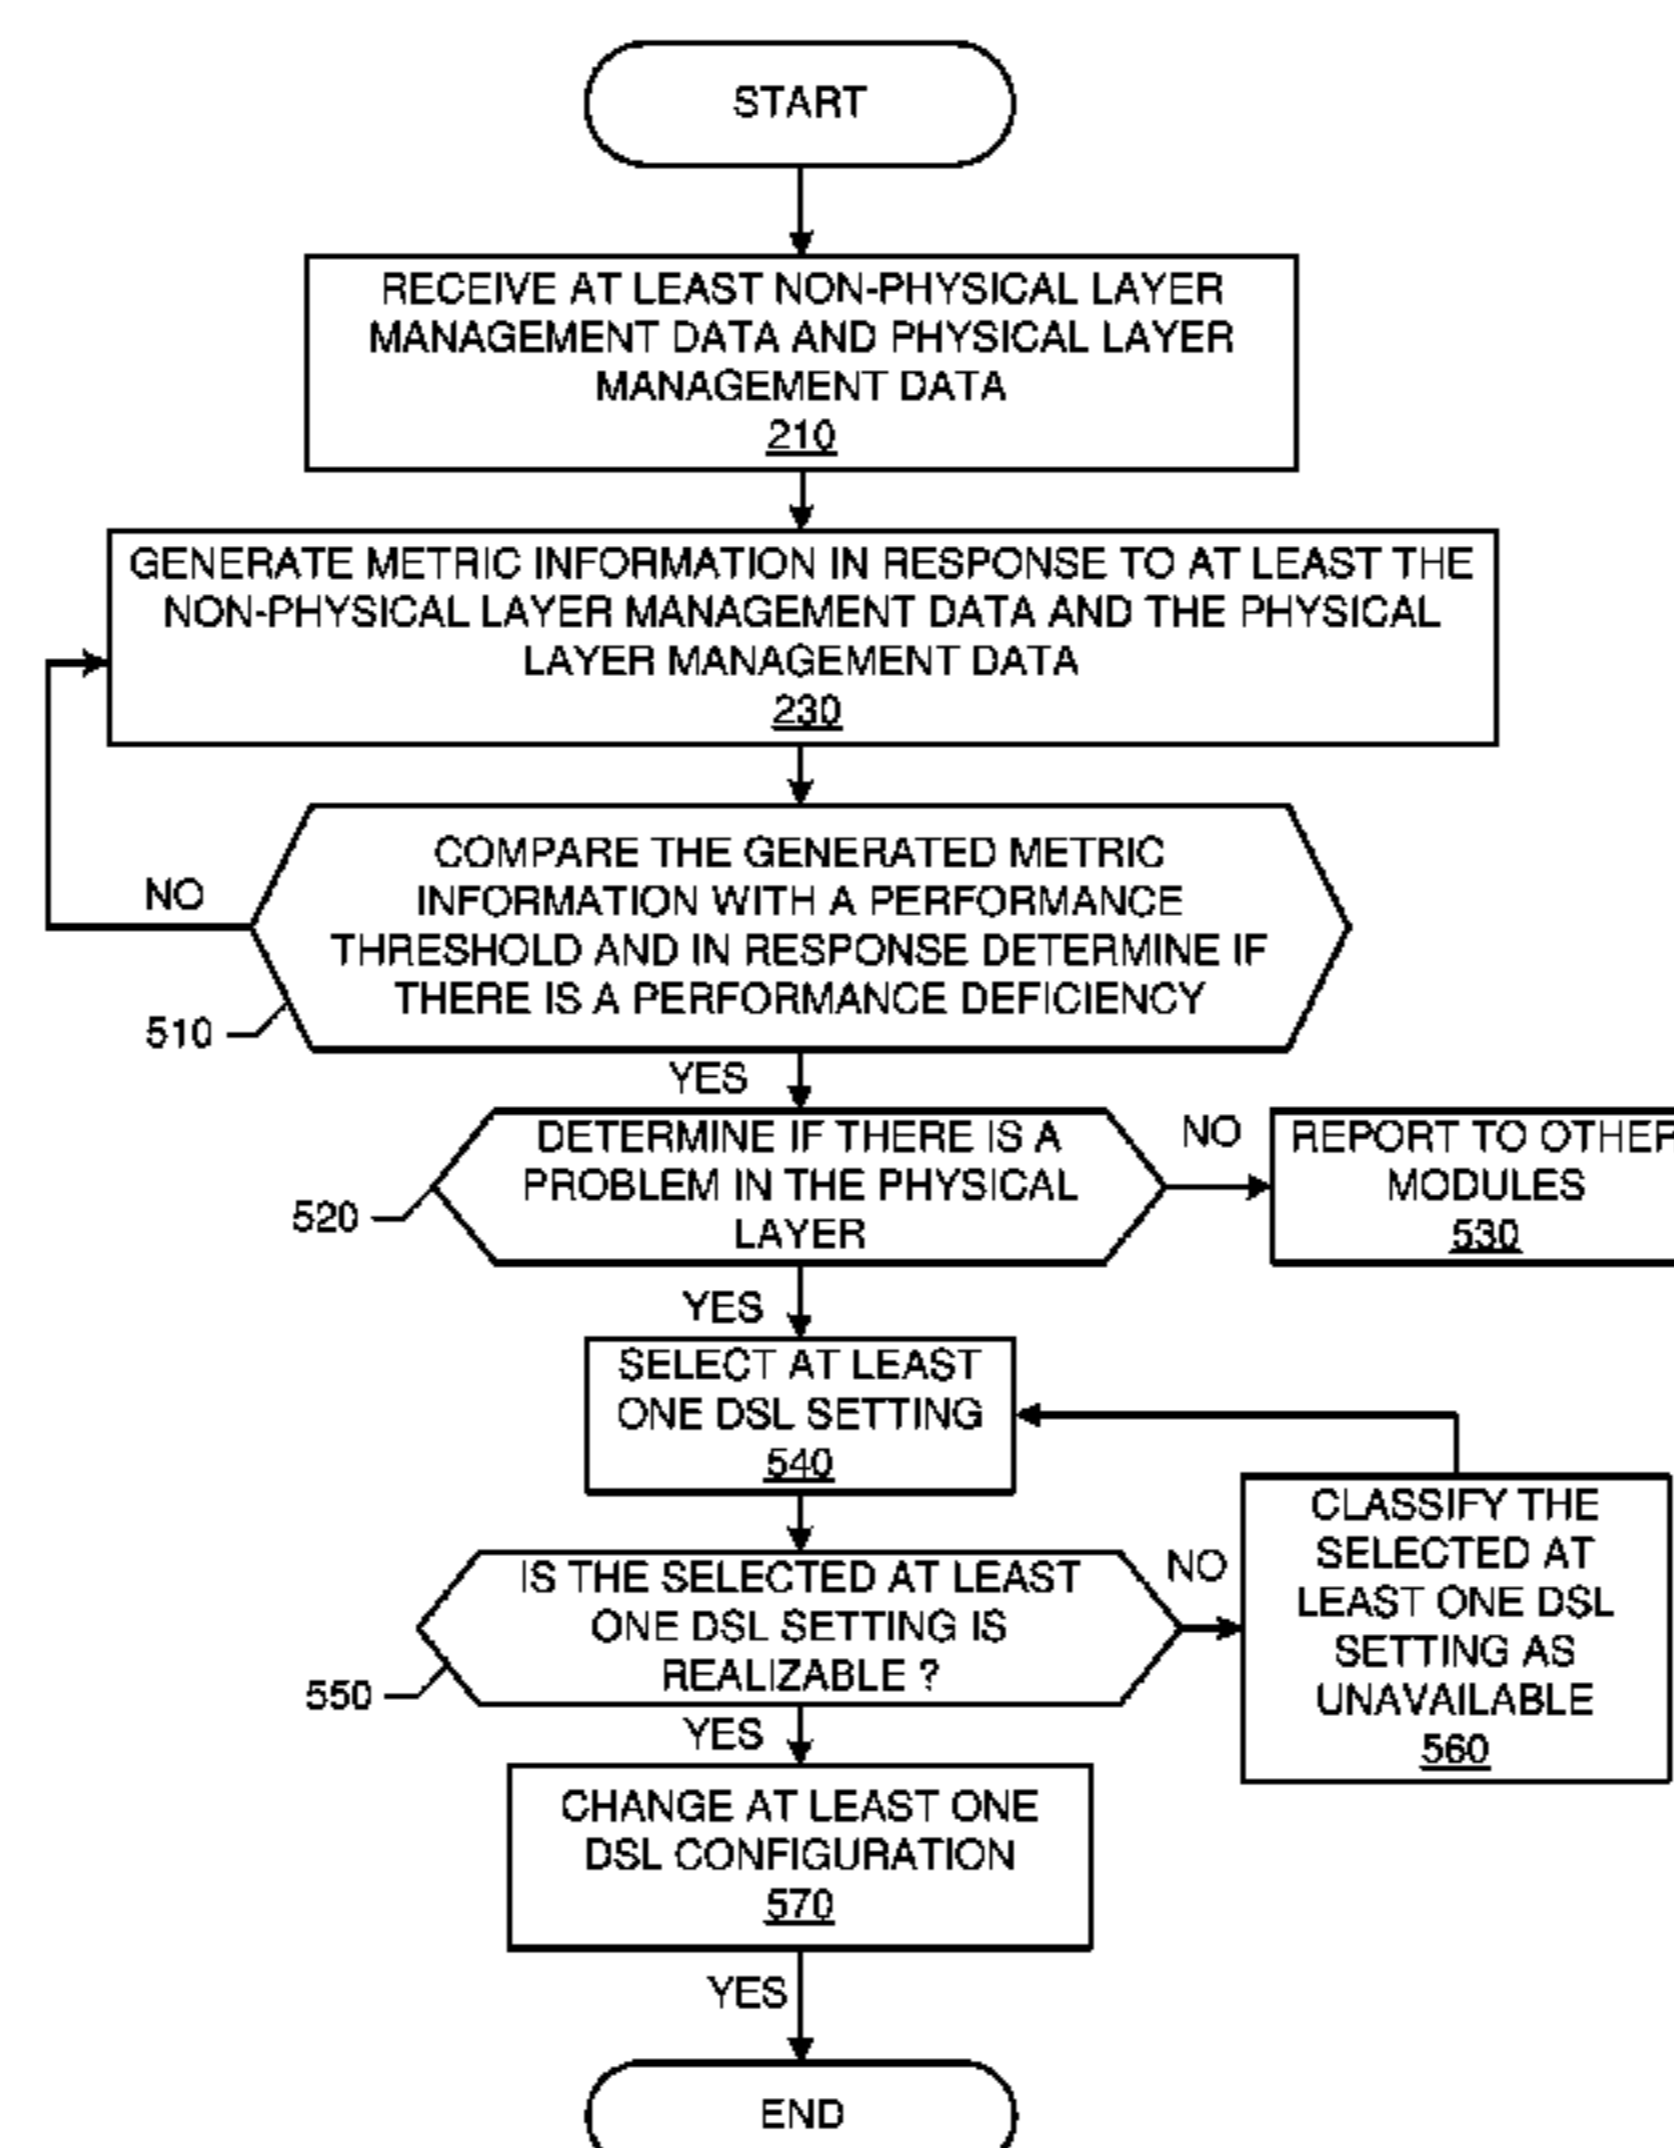 START
RECEIVE AT LEAST NON-PHYSICAL LAYER
MANAGEMENT DATA AND PHYSICAL LAYER
MANAGEMENT DATA
210
GENERATE METRIC INFORMATION IN RESPONSE TO AT LEAST THE
NON-PHYSICAL LAYER MANAGEMENT DATA AND THE PHYSICAL
LAYER MANAGEMENT DATA
230
COMPARE THE GENERATED METRIC
INFORMATION WITH A PERFORMANCE
THRESHOLD AND IN RESPONSE DETERMINE IF
THERE IS A PERFORMANCE DEFICIENCY
NO
510
YES
DETERMINE IF THERE IS A
PROBLEM IN THE PHYSICAL
LAYER
520
NO
REPORT TO OTHER
MODULES
530
YES
SELECT AT LEAST
ONE DSL SETTING
540
IS THE SELECTED AT LEAST
ONE DSL SETTING IS
REALIZABLE ?
550
NO
CLASSIFY THE
SELECTED AT
LEAST ONE DSL
SETTING AS
UNAVAILABLE
560
YES
CHANGE AT LEAST ONE
DSL CONFIGURATION
570
YES
END